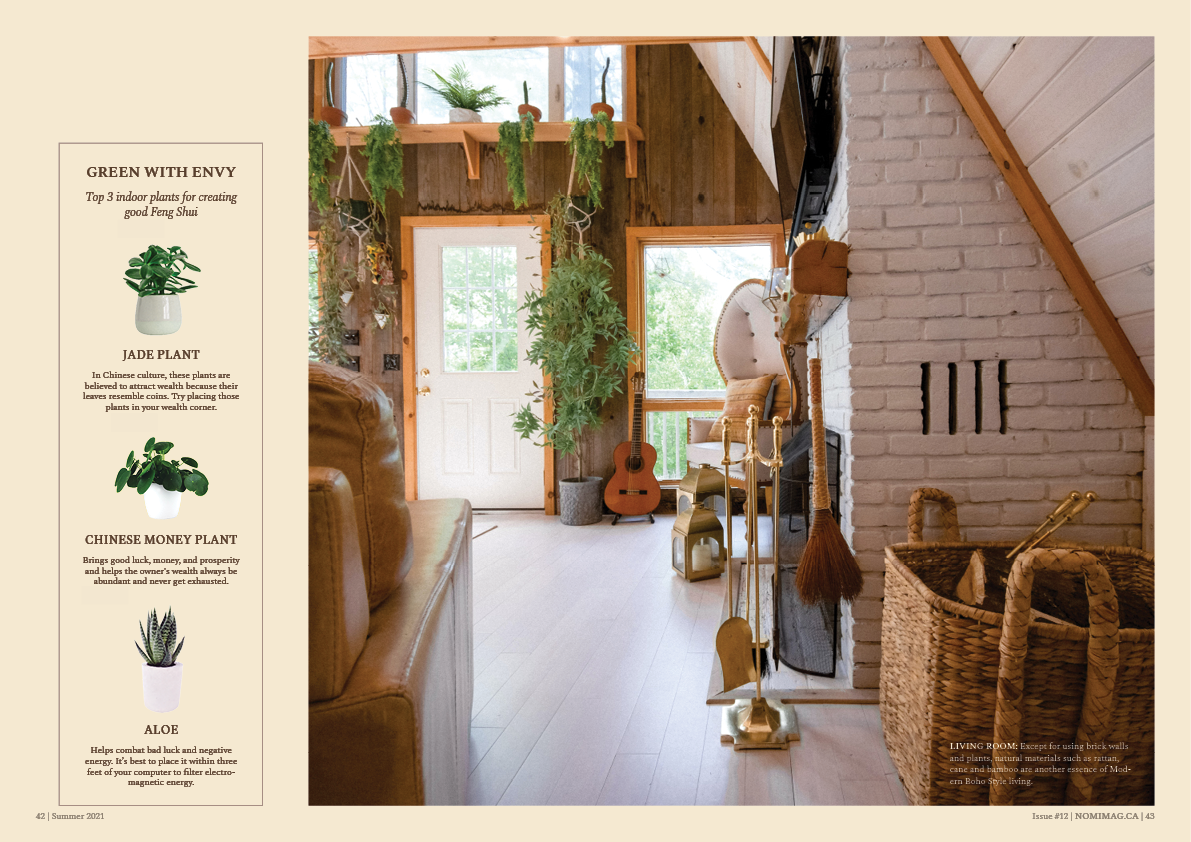 GREEN WITH ENVY
Top 3 indoor plants for creating
good Feng Shui
JADE PLANT
In Chinese culture, these plants are
believed to attract wealth because their
leaves resemble coins. Try placing those
plants in your wealth corner.
CHINESE MONEY PLANT
Brings good luck, money, and prosperity
and helps the owner's wealth always be
abundant and never get exhausted.
ALOE
Helps combat bad luck and negative
energy. It's best to place it within three
feet of your computer to filter electro-
magnetic energy.
LIVING ROOM: Except for using brick walls
and plants, natural materials such as rattan,
cane and bamboo are another essence of Mod-
ern Boho Style living.
42 | Summer 2021
Issue #12 | NOMIMAG.CA | 43